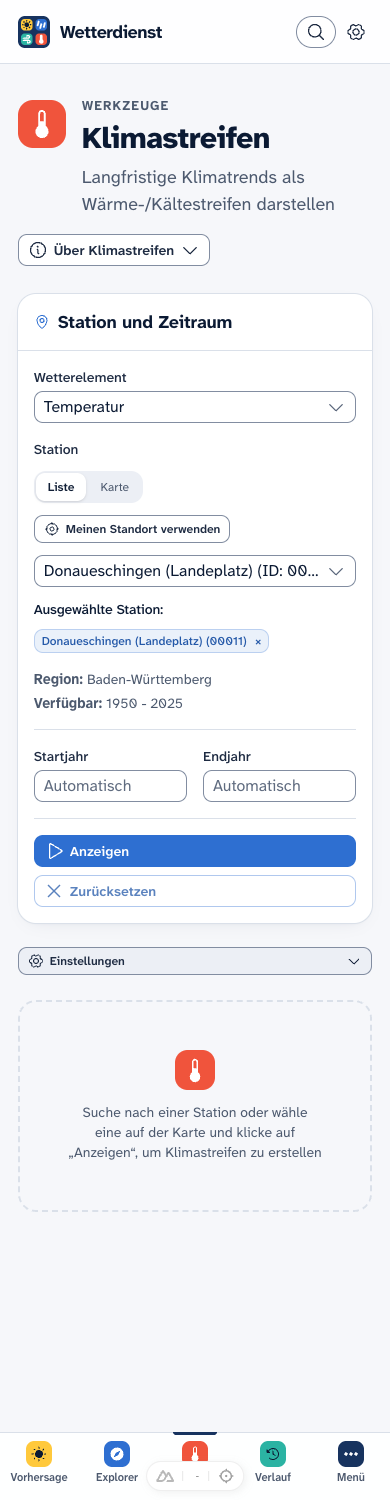 Wetterdienst
WERKZEUGE
Klimastreifen
Langfristige Klimatrends als
Wärme-/Kältestreifen darstellen
Über Klimastreifen
Station und Zeitraum
Wetterelement
Temperatur
Station
Liste
Karte
Meinen Standort verwenden
Donaueschingen (Landeplatz) (ID: 00...
Ausgewählte Station:
Donaueschingen (Landeplatz) (00011) ×
Region: Baden-Württemberg
Verfügbar: 1950 - 2025
Startjahr
Endjahr
Automatisch
Automatisch
Anzeigen
Zurücksetzen
Einstellungen
Suche nach einer Station oder wähle
eine auf der Karte und klicke auf
„Anzeigen“, um Klimastreifen zu erstellen
Vorhersage
Explorer
-
Verlauf
Menü